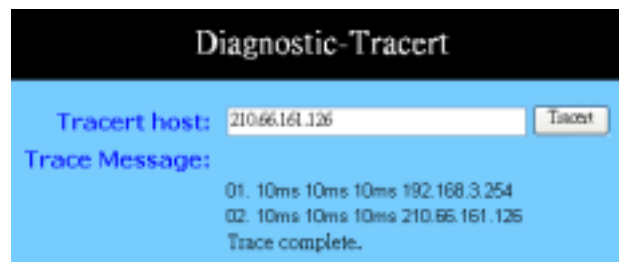 Diagnostic-Tracert
Tracert host: 210.66.161.126 Tracert
Trace Message:
01. 10ms 10ms 10ms 192.168.3.254
02. 10ms 10ms 10ms 210.66.161.126
Trace complete.